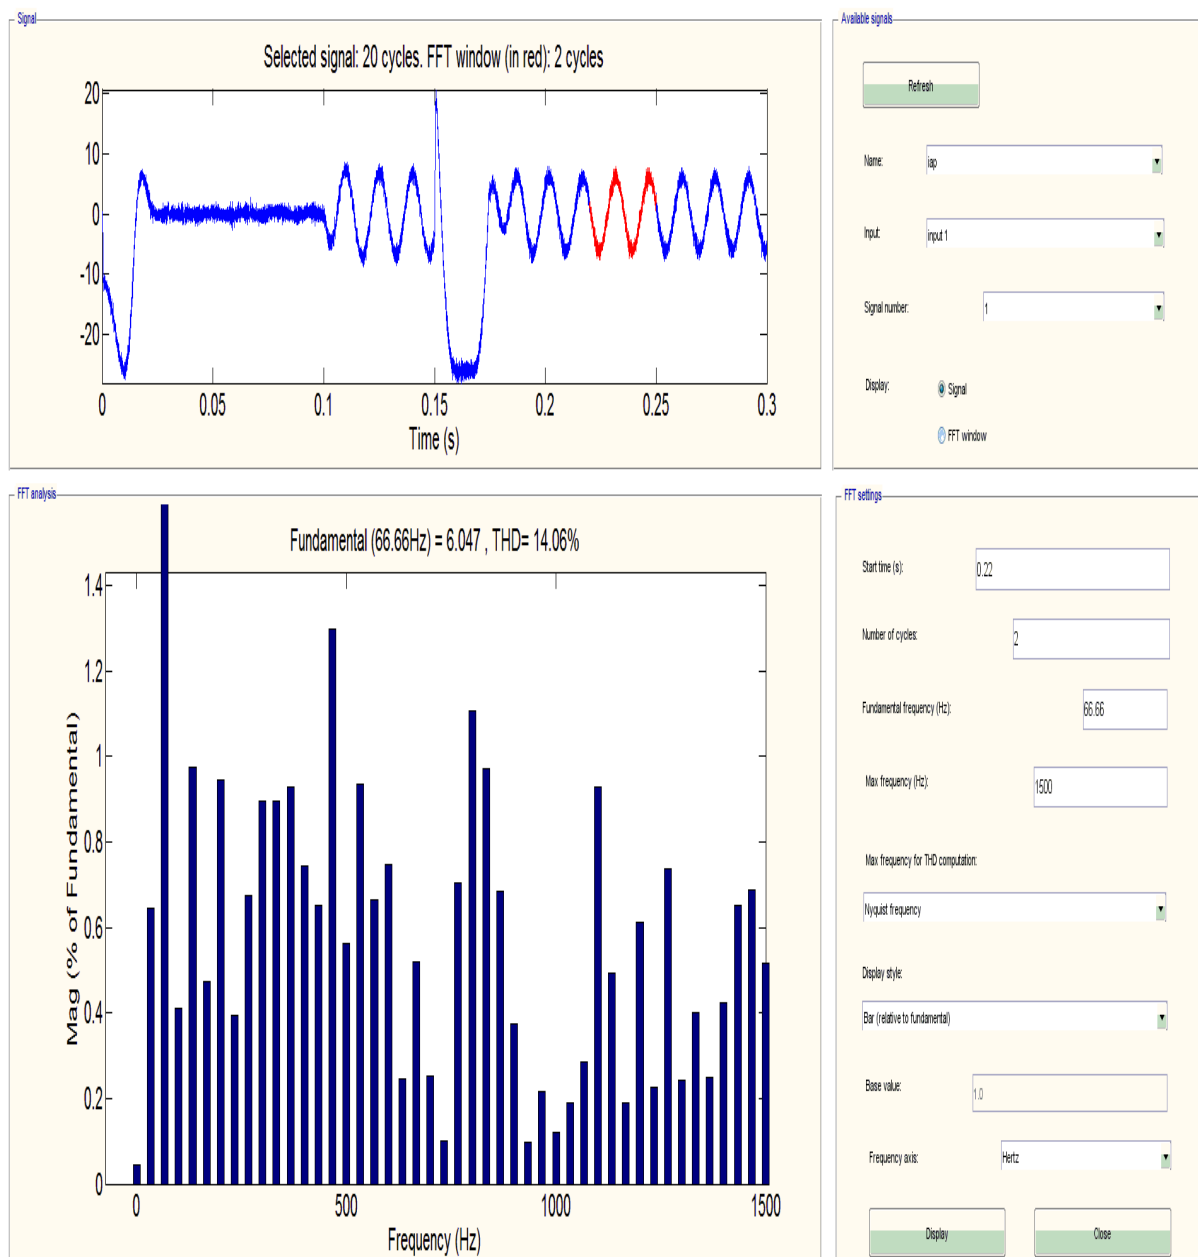 Signal
Selected signal: 20 cycles. FFT window (in red): 2 cycles
20
10
0
-10
-20
0
0.05
0.1
0.15
0.2
0.25
0.3
Time (s)
Available signals
Refresh
Name:
iap
Input:
input 1
Signal number:
1
Display:
Signal
FFT window
FFT analysis
Fundamental (66.66Hz) = 6.047 , THD= 14.06%
1.4
1.2
1
0.8
0.6
0.4
0.2
0
Mag (% of Fundamental)
0
500
1000
1500
Frequency (Hz)
FFT settings
Start time (s):
0.22
Number of cycles:
2
Fundamental frequency (Hz):
66.66
Max frequency (Hz):
1500
Max frequency for THD computation:
Nyquist frequency
Display style:
Bar (relative to fundamental)
Base value:
1.0
Frequency axis:
Hertz
Display
Close